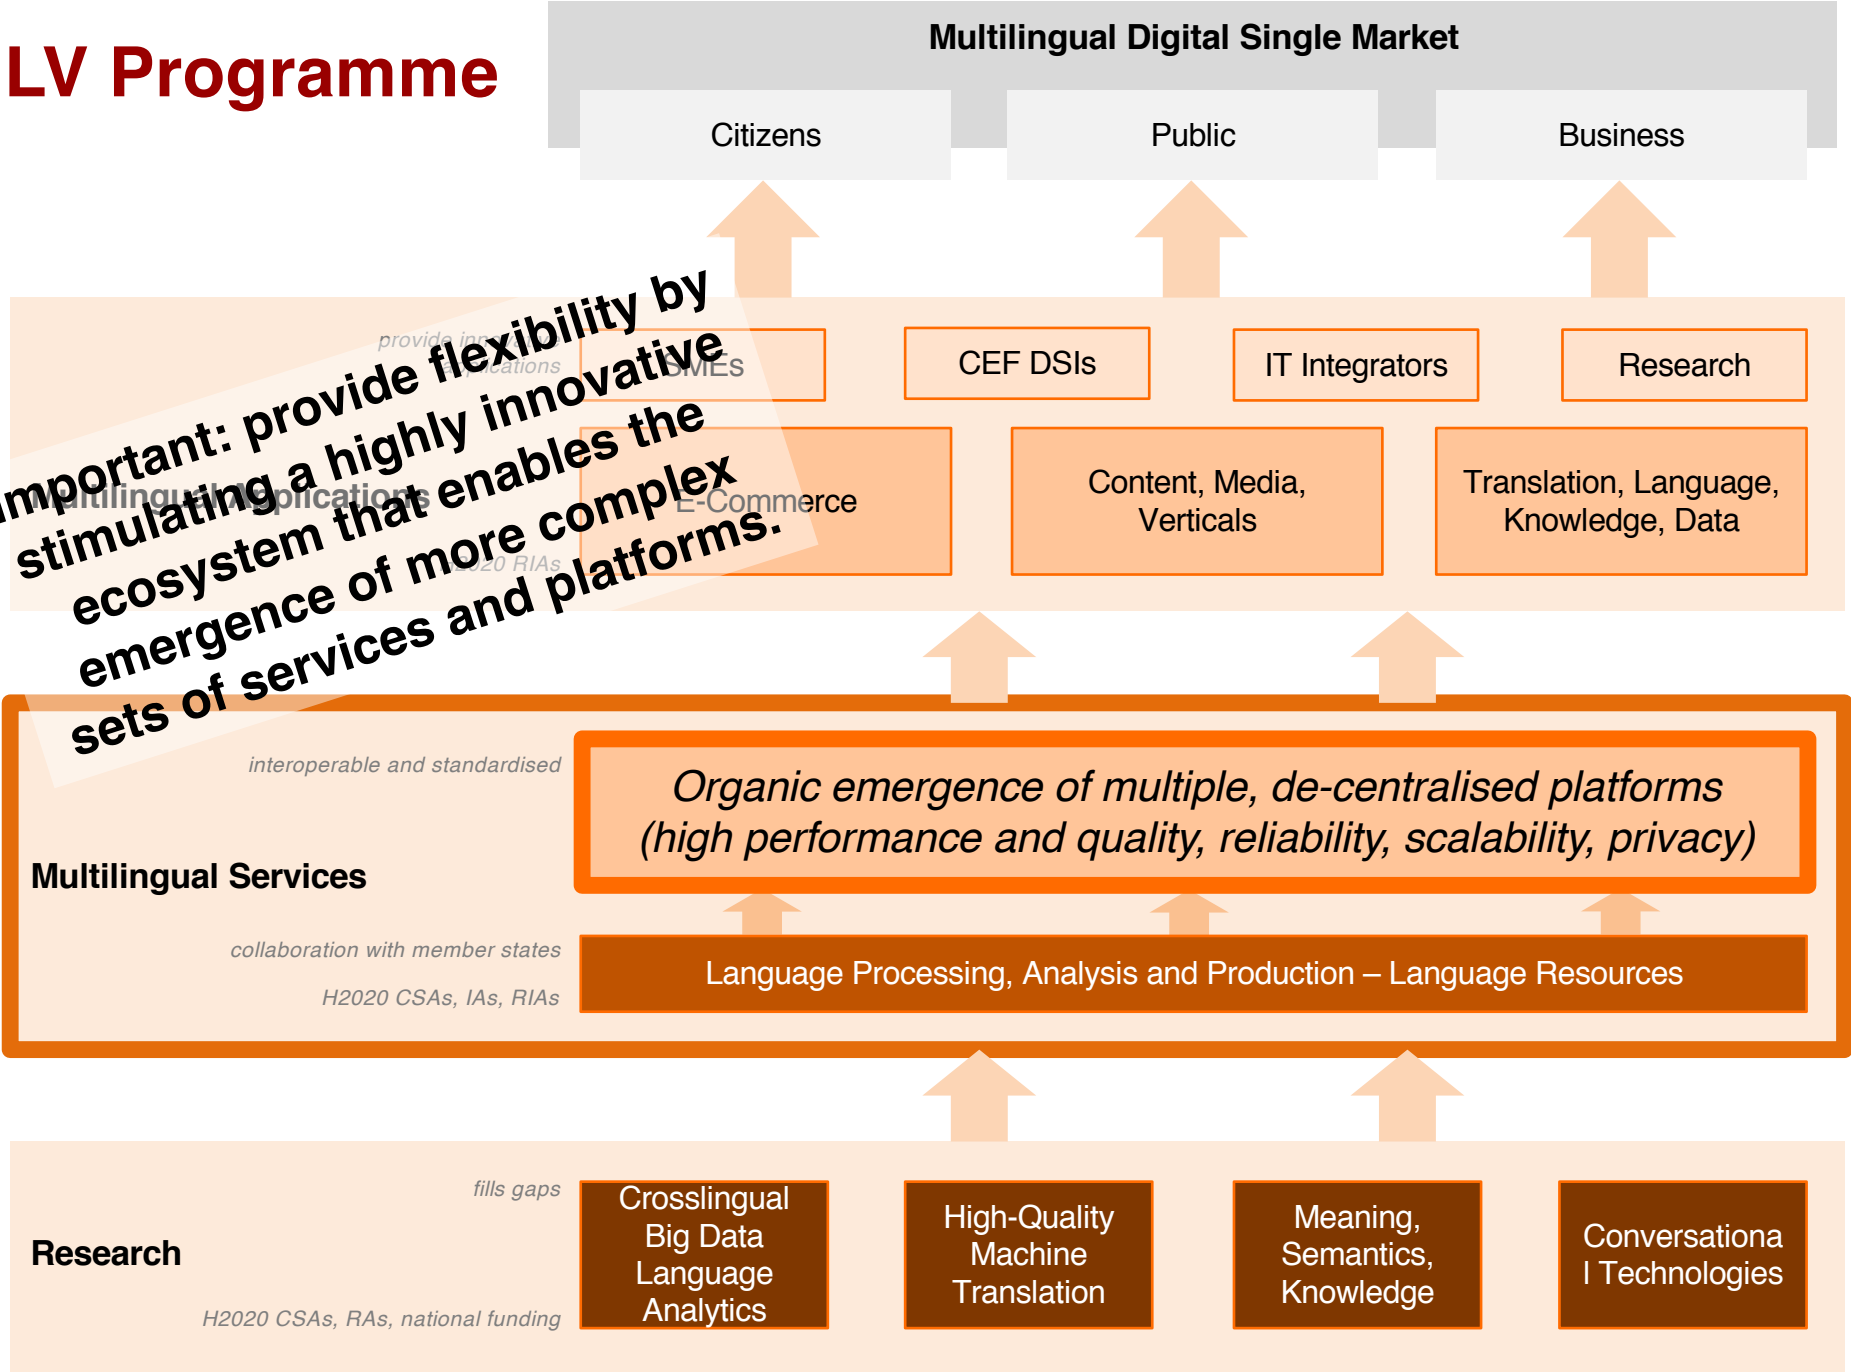 LV Programme
Multilingual Digital Single Market
Citizens
Public
Business
provide innovative
applications
SMEs
CEF DSIs
IT Integrators
Research
Multilingual Applications
E-Commerce
Content, Media,
Verticals
Translation, Language,
Knowledge, Data
H2020 RIAs
Important: provide flexibility by
stimulating a highly innovative
ecosystem that enables the
emergence of more complex
sets of services and platforms.
interoperable and standardised
Organic emergence of multiple, de-centralised platforms
(high performance and quality, reliability, scalability, privacy)
Multilingual Services
collaboration with member states
H2020 CSAs, IAs, RIAs
Language Processing, Analysis and Production – Language Resources
fills gaps
Research
H2020 CSAs, RAs, national funding
Crosslingual
Big Data
Language
Analytics
High-Quality
Machine
Translation
Meaning,
Semantics,
Knowledge
Conversationa
l Technologies